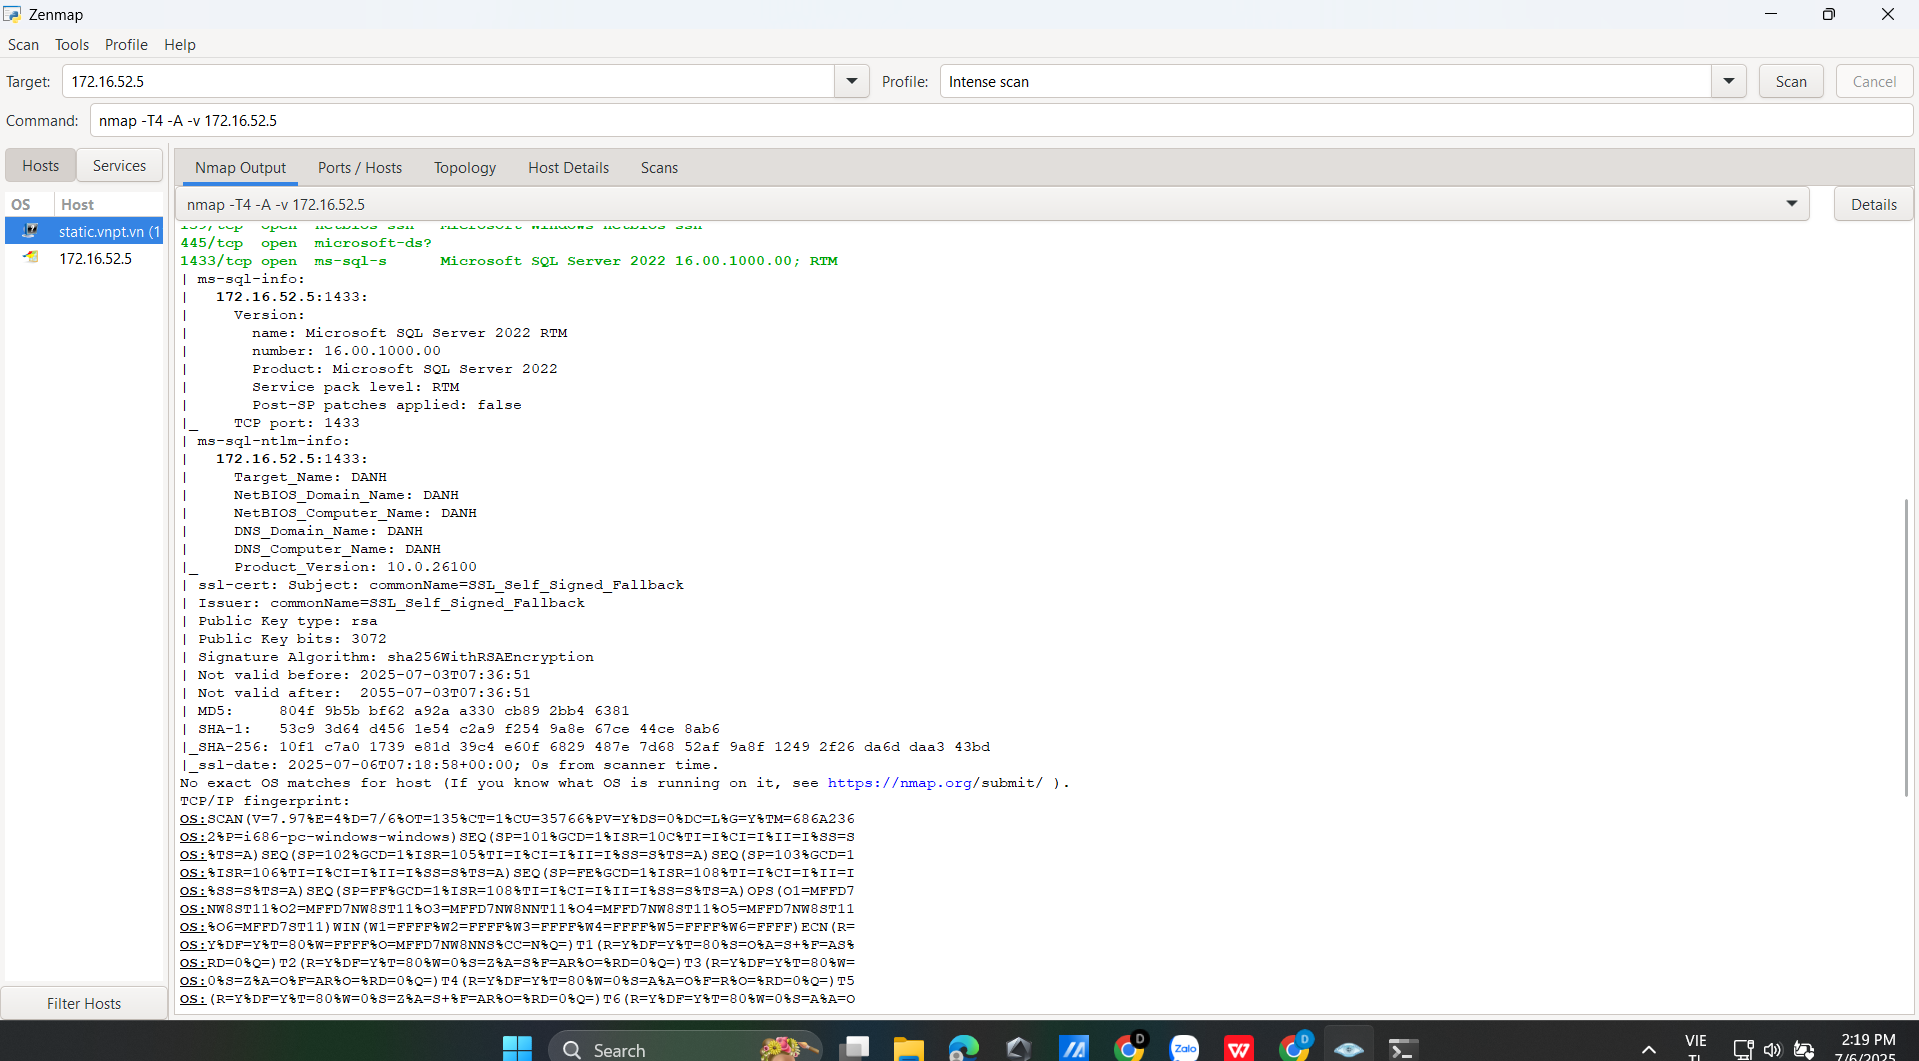 Zenmap
Scan Tools Profile Help
Target: 172.16.52.5 Profile: Intense scan Scan Cancel
Command: nmap -T4 -A -v 172.16.52.5
Hosts Services Nmap Output Ports / Hosts Topology Host Details Scans
OS Host nmap -T4 -A -v 172.16.52.5 Details
static.vnpt.vn (1
172.16.52.5
139/tcp open netbios-ssn Microsoft Windows netbios-ssn
445/tcp open microsoft-ds?
1433/tcp open ms-sql-s Microsoft SQL Server 2022 16.00.1000.00; RTM
| ms-sql-info:
| 172.16.52.5:1433:
| Version:
| name: Microsoft SQL Server 2022 RTM
| number: 16.00.1000.00
| Product: Microsoft SQL Server 2022
| Service pack level: RTM
| Post-SP patches applied: false
|_ TCP port: 1433
| ms-sql-ntlm-info:
| 172.16.52.5:1433:
| Target_Name: DANH
| NetBIOS_Domain_Name: DANH
| NetBIOS_Computer_Name: DANH
| DNS_Domain_Name: DANH
| DNS_Computer_Name: DANH
|_ Product_Version: 10.0.26100
| ssl-cert: Subject: commonName=SSL_Self_Signed_Fallback
| Issuer: commonName=SSL_Self_Signed_Fallback
| Public Key type: rsa
| Public Key bits: 3072
| Signature Algorithm: sha256WithRSAEncryption
| Not valid before: 2025-07-03T07:36:51
| Not valid after: 2055-07-03T07:36:51
| MD5: 804f 9b5b bf62 a92a a330 cb89 2bb4 6381
| SHA-1: 53c9 3d64 d456 1e54 c2a9 f254 9a8e 67ce 44ce 8ab6
|_SHA-256: 10f1 c7a0 1739 e81d 39c4 e60f 6829 487e 7d68 52af 9a8f 1249 2f26 da6d daa3 43bd
|_ssl-date: 2025-07-06T07:18:58+00:00; 0s from scanner time.
No exact OS matches for host (If you know what OS is running on it, see https://nmap.org/submit/ ).
TCP/IP fingerprint:
OS:SCAN(V=7.97%E=4%D=7/6%OT=135%CT=1%CU=35766%PV=Y%DS=0%DC=L%G=Y%TM=686A236
OS:2%P=i686-pc-windows-windows)SEQ(SP=101%GCD=1%ISR=10C%TI=I%CI=I%II=I%SS=S
OS:%TS=A)SEQ(SP=102%GCD=1%ISR=105%TI=I%CI=I%II=I%SS=S%TS=A)SEQ(SP=103%GCD=1
OS:%ISR=106%TI=I%CI=I%II=I%SS=S%TS=A)SEQ(SP=FE%GCD=1%ISR=108%TI=I%CI=I%II=I
OS:%SS=S%TS=A)SEQ(SP=FF%GCD=1%ISR=108%TI=I%CI=I%II=I%SS=S%TS=A)OPS(O1=MFFD7
OS:NW8ST11%O2=MFFD7NW8ST11%O3=MFFD7NW8NNT11%O4=MFFD7NW8ST11%O5=MFFD7NW8ST11
OS:%O6=MFFD7ST11)WIN(W1=FFFF%W2=FFFF%W3=FFFF%W4=FFFF%W5=FFFF%W6=FFFF)ECN(R=
OS:Y%DF=Y%T=80%W=FFFF%O=MFFD7NW8NNS%CC=N%Q=)T1(R=Y%DF=Y%T=80%S=O%A=S+%F=AS%
OS:RD=0%Q=)T2(R=Y%DF=Y%T=80%W=0%S=Z%A=S%F=AR%O=%RD=0%Q=)T3(R=Y%DF=Y%T=80%W=
OS:0%S=Z%A=O%F=AR%O=%RD=0%Q=)T4(R=Y%DF=Y%T=80%W=0%S=A%A=O%F=R%O=%RD=0%Q=)T5
OS:(R=Y%DF=Y%T=80%W=0%S=Z%A=S+%F=AR%O=%RD=0%Q=)T6(R=Y%DF=Y%T=80%W=0%S=A%A=O
Filter Hosts
Search D Zalo W D VIE 2:19 PM
TL 7/6/2025